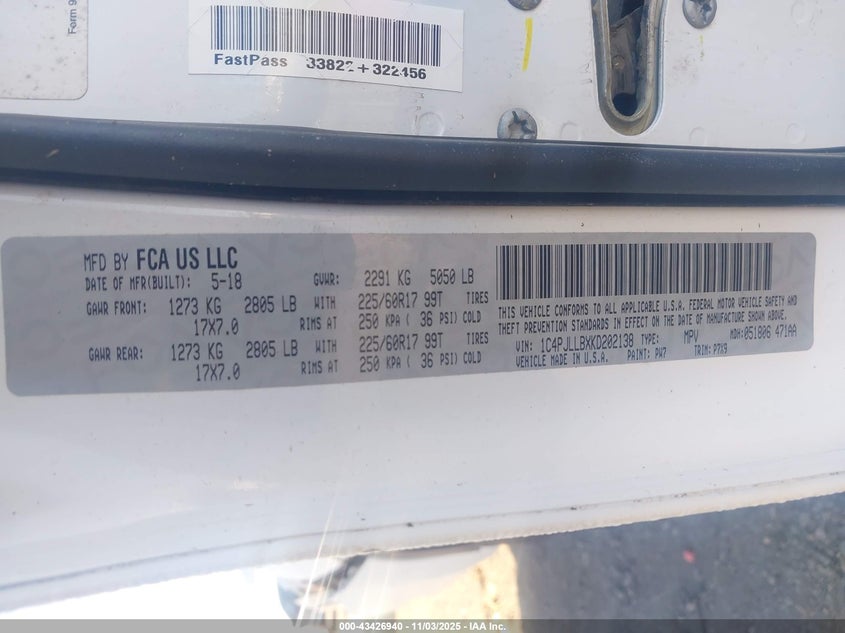 Form 9
FastPass 33822+322456
MFD BY FCA US LLC
DATE OF MFR(BUILT): 5-18 GVWR: 2291 KG 5050 LB
GAWR FRONT: 1273 KG 2805 LB WITH 225/60R17 99T TIRES
17X7.0 RIMS AT 250 KPA ( 36 PSI) COLD
GAWR REAR: 1273 KG 2805 LB WITH 225/60R17 99T TIRES
17X7.0 RIMS AT 250 KPA ( 36 PSI) COLD
THIS VEHICLE CONFORMS TO ALL APPLICABLE U.S.A. FEDERAL MOTOR VEHICLE SAFETY AND
THEFT PREVENTION STANDARDS IN EFFECT ON THE DATE OF MANUFACTURE SHOWN ABOVE.
VIN: 1C4PJLLBXKD202138 TYPE: MPV MDH:051806 471AA
VEHICLE MADE IN U.S.A. PAINT: PW7 TRIM: P7X9
000-43426940 - 11/03/2025 - IAA Inc.